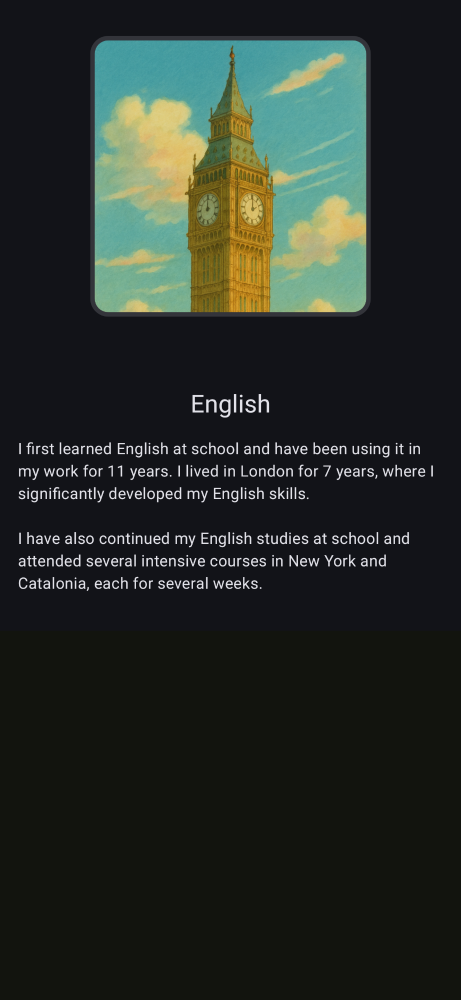 English
I first learned English at school and have been using it in
my work for 11 years. I lived in London for 7 years, where I
significantly developed my English skills.
I have also continued my English studies at school and
attended several intensive courses in New York and
Catalonia, each for several weeks.